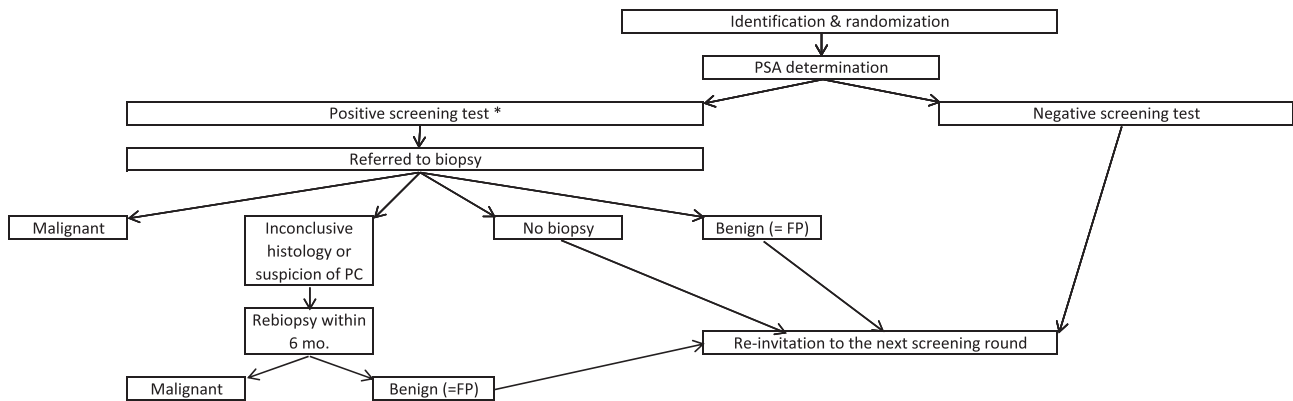 Identification & randomization
PSA determination
Positive screening test *
Negative screening test
Referred to biopsy
Malignant
Inconclusive
histology or
suspicion of PC
No biopsy
Benign (= FP)
Rebiopsy within
6 mo.
Re-invitation to the next screening round
Malignant
Benign (=FP)